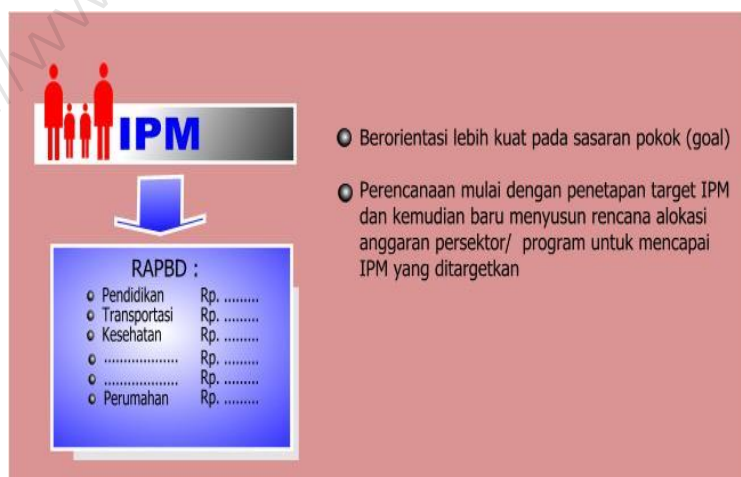 IPM
RAPBD :
Pendidikan Rp. .........
Transportasi Rp. .........
Kesehatan Rp. .........
................... Rp. .........
................... Rp. .........
Perumahan Rp. .........
Berorientasi lebih kuat pada sasaran pokok (goal)
Perencanaan mulai dengan penetapan target IPM
dan kemudian baru menyusun rencana alokasi
anggaran persektor/ program untuk mencapai
IPM yang ditargetkan